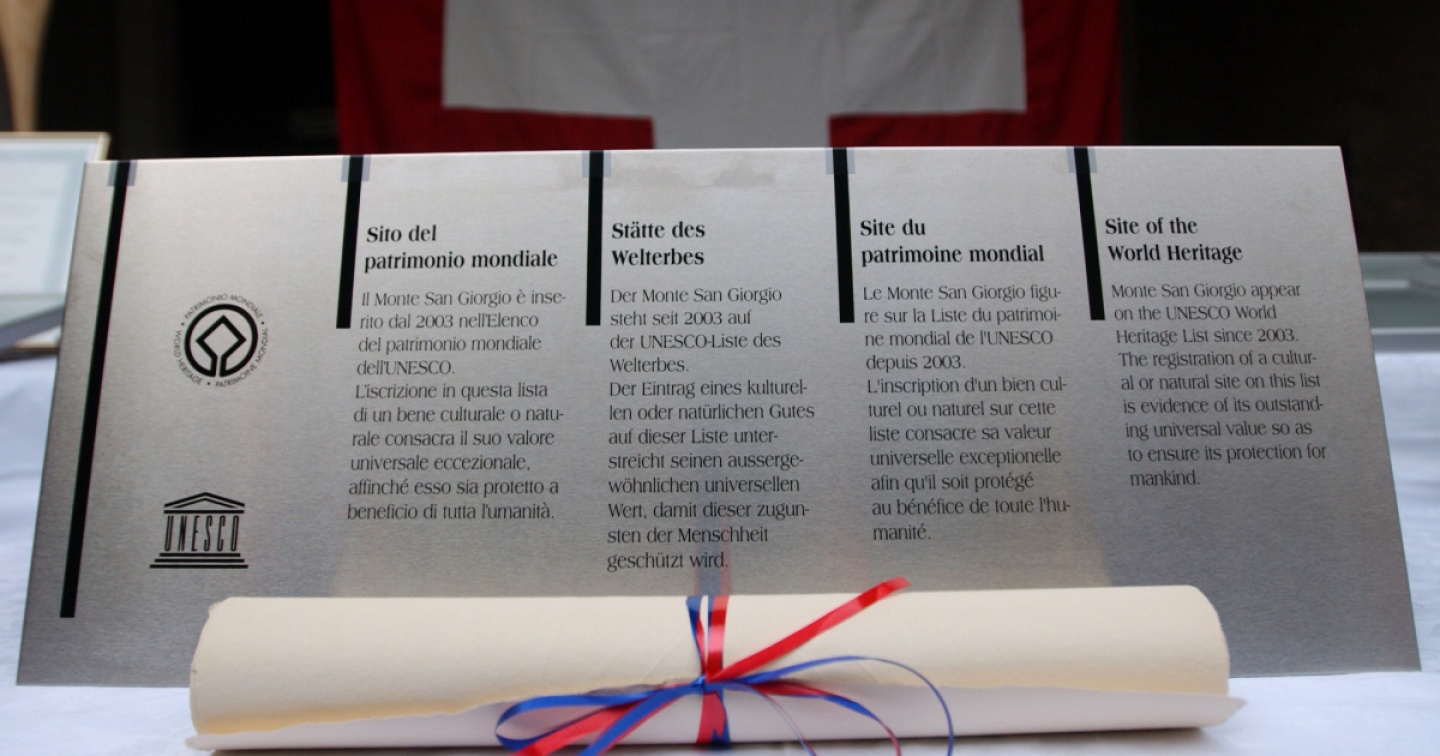 PATRIMONIO MONDIALE • WORLD HERITAGE • PATRIMOINE MONDIAL
UNESCO
Sito del
patrimonio mondiale
Il Monte San Giorgio è inse-
rito dal 2003 nell'Elenco
del patrimonio mondiale
dell'UNESCO.
L'iscrizione in questa lista
di un bene culturale o natu-
rale consacra il suo valore
universale eccezionale,
affinché esso sia protetto a
beneficio di tutta l'umanità.
Stätte des
Welterbes
Der Monte San Giorgio
steht seit 2003 auf
der UNESCO-Liste des
Welterbes.
Der Eintrag eines kulturel-
len oder natürlichen Gutes
auf dieser Liste unter-
streicht seinen ausserge-
wöhnlichen universellen
Wert, damit dieser zugun-
sten der Menschheit
geschützt wird.
Site du
patrimoine mondial
Le Monte San Giorgio figu-
re sur la Liste du patrimoi-
ne mondial de l'UNESCO
depuis 2003.
L'inscription d'un bien cul-
turel ou naturel sur cette
liste consacre sa valeur
universelle exceptionelle
afin qu'il soit protégé
au bénéfice de toute l'hu-
manité.
Site of the
World Heritage
Monte San Giorgio appear
on the UNESCO World
Heritage List since 2003.
The registration of a cultur-
al or natural site on this list
is evidence of its outstand-
ing universal value so as
to ensure its protection for
mankind.